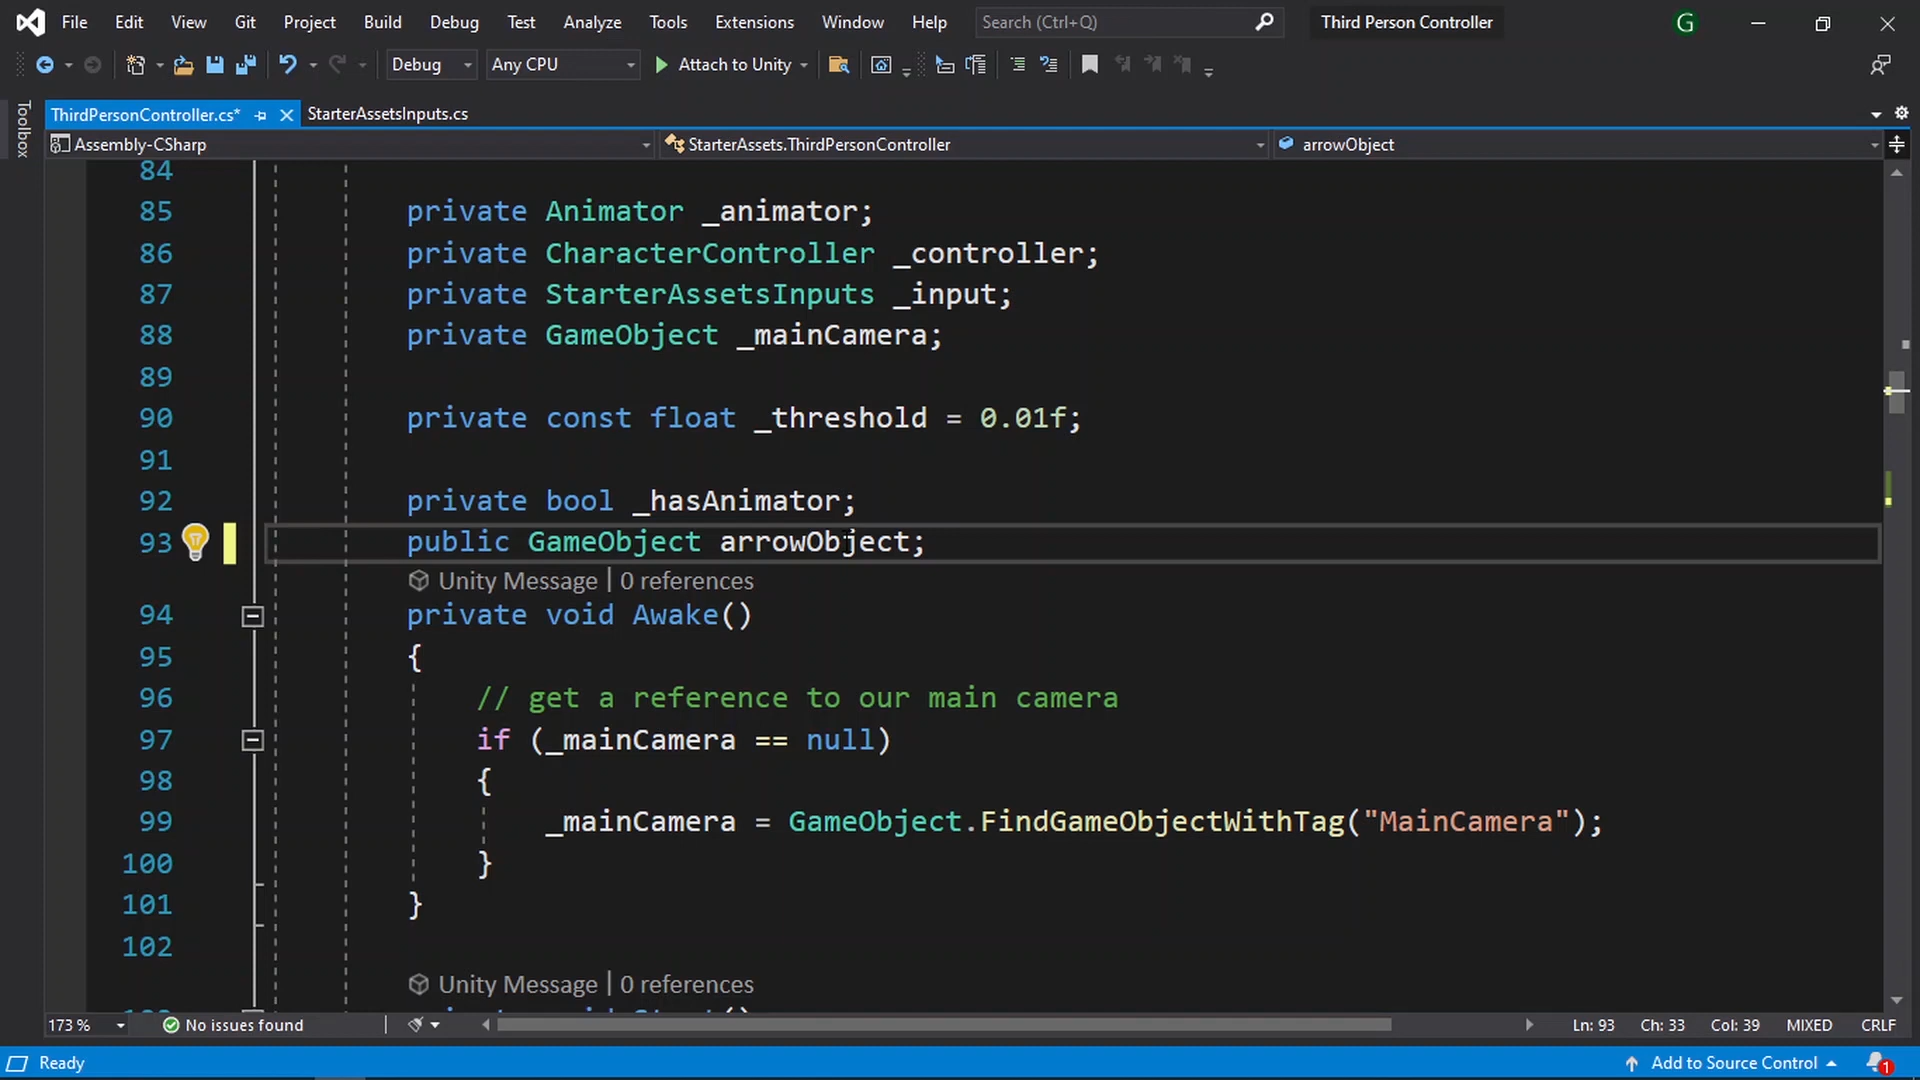 File Edit View Git Project Build Debug Test Analyze Tools Extensions Window Help Search (Ctrl+Q) Third Person Controller G
Debug Any CPU Attach to Unity
Toolbox
ThirdPersonController.cs* StarterAssetsInputs.cs
Assembly-CSharp StarterAssets.ThirdPersonController arrowObject
84
85 private Animator _animator;
86 private CharacterController _controller;
87 private StarterAssetsInputs _input;
88 private GameObject _mainCamera;
89
90 private const float _threshold = 0.01f;
91
92 private bool _hasAnimator;
93 public GameObject arrowObject;
Unity Message | 0 references
94 private void Awake()
95 {
96 // get a reference to our main camera
97 if (_mainCamera == null)
98 {
99 _mainCamera = GameObject.FindGameObjectWithTag("MainCamera");
100 }
101 }
102
Unity Message | 0 references
173 % No issues found Ln: 93 Ch: 33 Col: 39 MIXED CRLF
Ready Add to Source Control 1